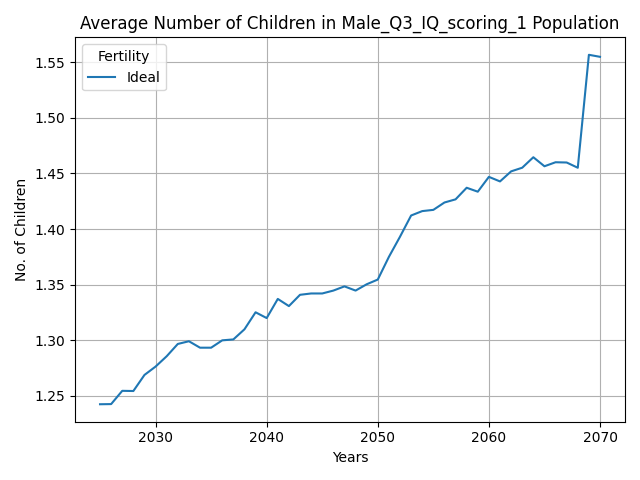 Average Number of Children in Male_Q3_IQ_scoring_1 Population
Fertility
Ideal
No. of Children
1.55
1.50
1.45
1.40
1.35
1.30
1.25
2030 2040 2050 2060 2070
Years